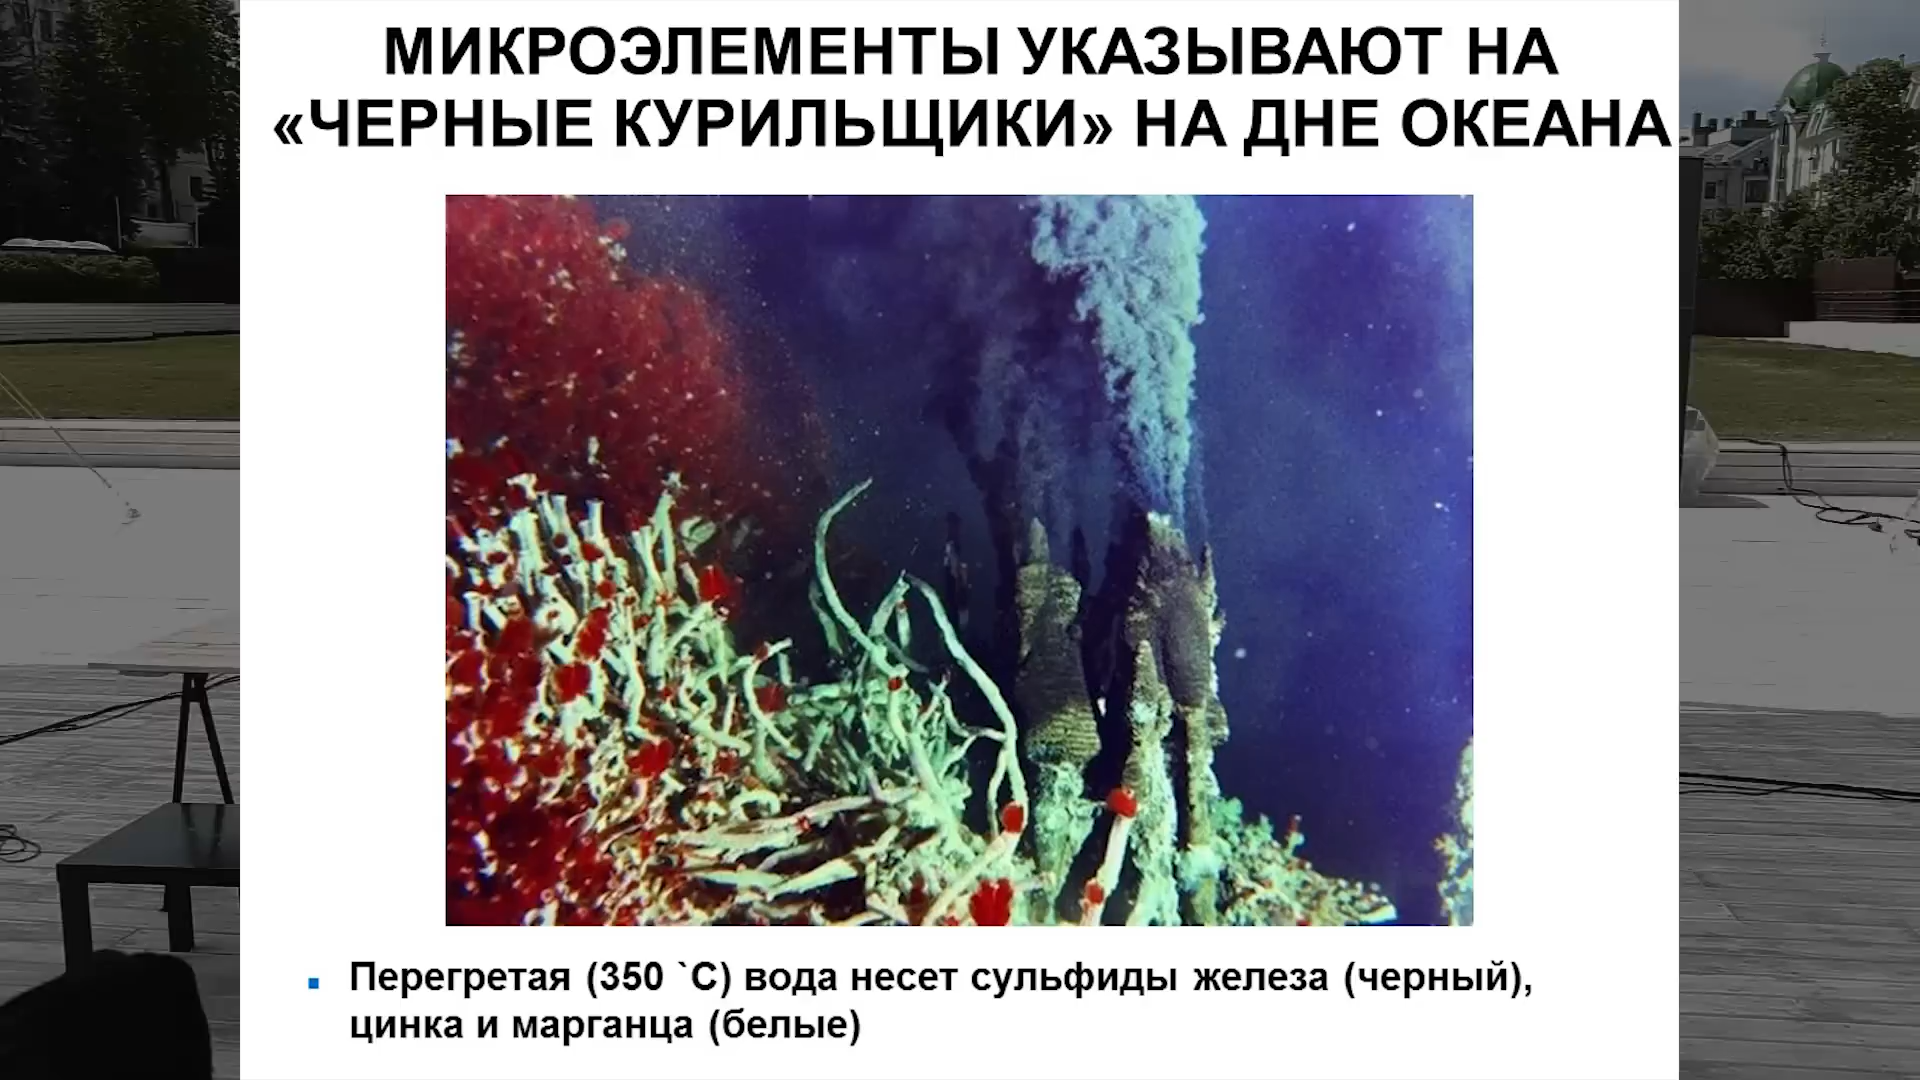 МИКРОЭЛЕМЕНТЫ УКАЗЫВАЮТ НА
«ЧЕРНЫЕ КУРИЛЬЩИКИ» НА ДНЕ ОКЕАНА
Перегретая (350 `С) вода несет сульфиды железа (черный),
цинка и марганца (белые)